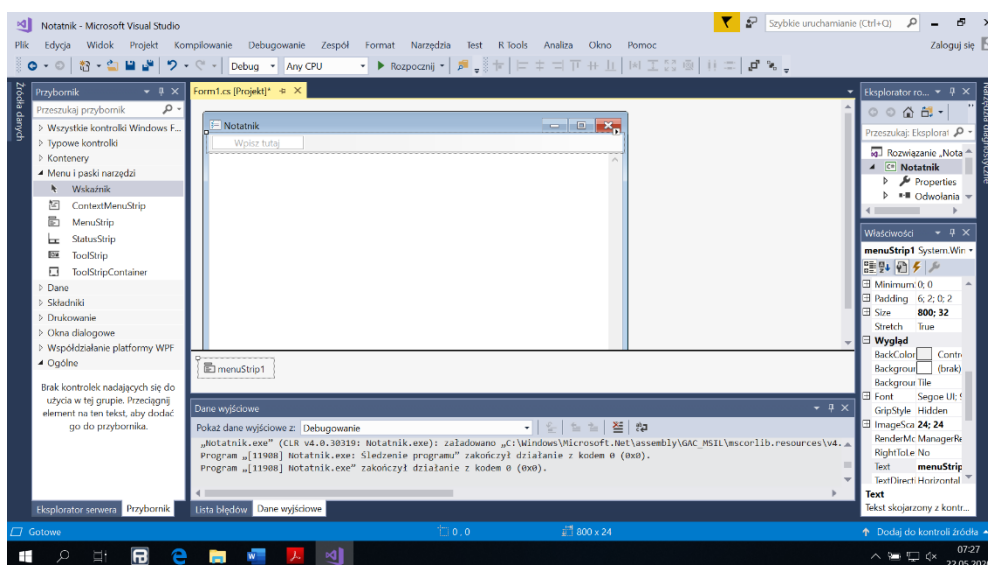 Notatnik - Microsoft Visual Studio
Szybkie uruchamianie (Ctrl+Q)
Plik Edycja Widok Projekt Kompilowanie Debugowanie Zespół Format Narzędzia Test R Tools Analiza Okno Pomoc
Zaloguj się
Debug Any CPU Rozpocznij
Źródła danych
Przybornik
Przeszukaj przybornik
Wszystkie kontrolki Windows F...
Typowe kontrolki
Kontenery
Menu i paski narzędzi
Wskaźnik
ContextMenuStrip
MenuStrip
StatusStrip
ToolStrip
ToolStripContainer
Dane
Składniki
Drukowanie
Okna dialogowe
Współdziałanie platformy WPF
Ogólne
Brak kontrolek nadających się do
użycia w tej grupie. Przeciągnij
element na ten tekst, aby dodać
go do przybornika.
Eksplorator serwera Przybornik
Form1.cs [Projekt]*
Notatnik
Wpisz tutaj
menuStrip1
Dane wyjściowe
Pokaż dane wyjściowe z: Debugowanie
„Notatnik.exe” (CLR v4.0.30319: Notatnik.exe): załadowano „C:\Windows\Microsoft.Net\assembly\GAC_MSIL\mscorlib.resources\v4.
Program „[11908] Notatnik.exe: Śledzenie programu” zakończył działanie z kodem 0 (0x0).
Program „[11908] Notatnik.exe” zakończył działanie z kodem 0 (0x0).
Lista błędów Dane wyjściowe
Eksplorator ro...
Przeszukaj: Eksplorat
Rozwiązanie „Nota
Notatnik
Properties
Odwołania
Narzędzia diagnostyczne
Właściwości
menuStrip1 System.Win
Minimum: 0; 0
Padding 6; 2; 0; 2
Size 800; 32
Stretch True
Wygląd
BackColor Contr
Backgrour (brak)
Backgrour Tile
Font Segoe UI; 9
GripStyle Hidden
ImageSca 24; 24
RenderMc ManagerRe
RightToLe No
Text menuStrip
TextDirecti Horizontal
Text
Tekst skojarzony z kontr...
Gotowe 0 , 0 800 x 24 Dodaj do kontroli źródła
07:27